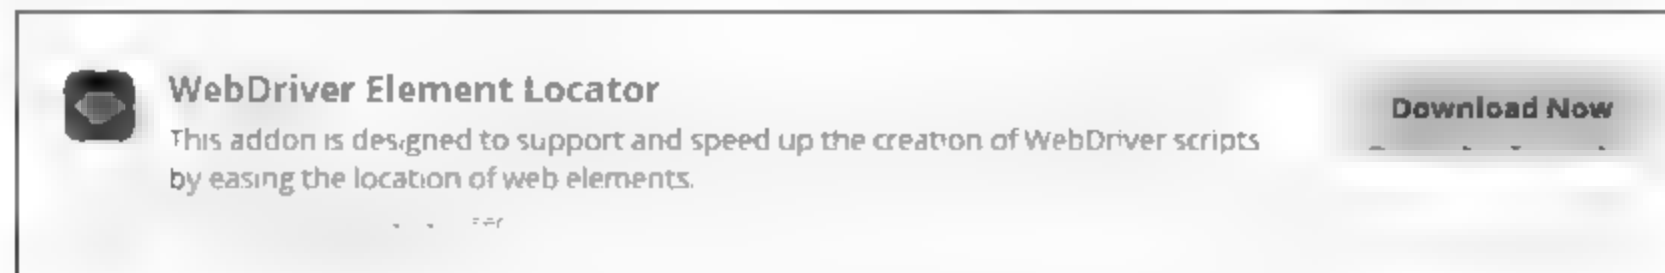 WebDriver Element Locator
Download Now
This addon is designed to support and speed up the creation of WebDriver scripts
by easing the location of web elements.